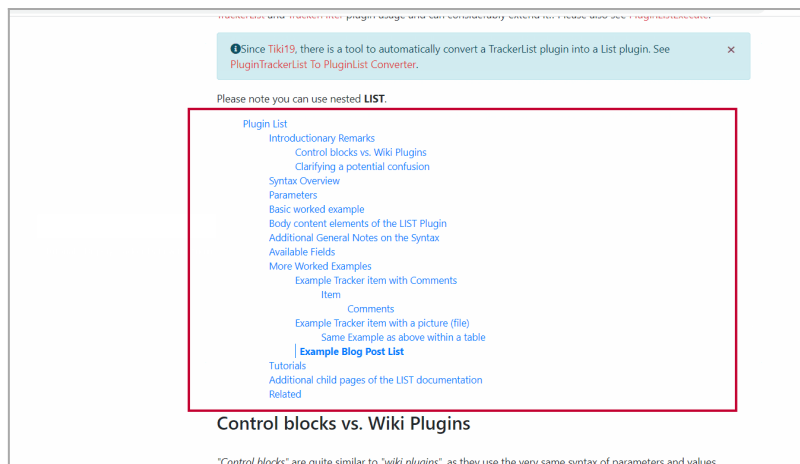 TrackerList and TrackerFilter plugin usage and can considerably extend it. Please also see PluginListExecute.
Since Tiki19, there is a tool to automatically convert a TrackerList plugin into a List plugin. See
PluginTrackerList To PluginList Converter.
Please note you can use nested LIST.
Plugin List
Introductionary Remarks
Control blocks vs. Wiki Plugins
Clarifying a potential confusion
Syntax Overview
Parameters
Basic worked example
Body content elements of the LIST Plugin
Additional General Notes on the Syntax
Available Fields
More Worked Examples
Example Tracker item with Comments
Item
Comments
Example Tracker item with a picture (file)
Same Example as above within a table
Example Blog Post List
Tutorials
Additional child pages of the LIST documentation
Related
Control blocks vs. Wiki Plugins
"Control blocks" are quite similar to "wiki plugins", as they use the very same syntax of parameters and values